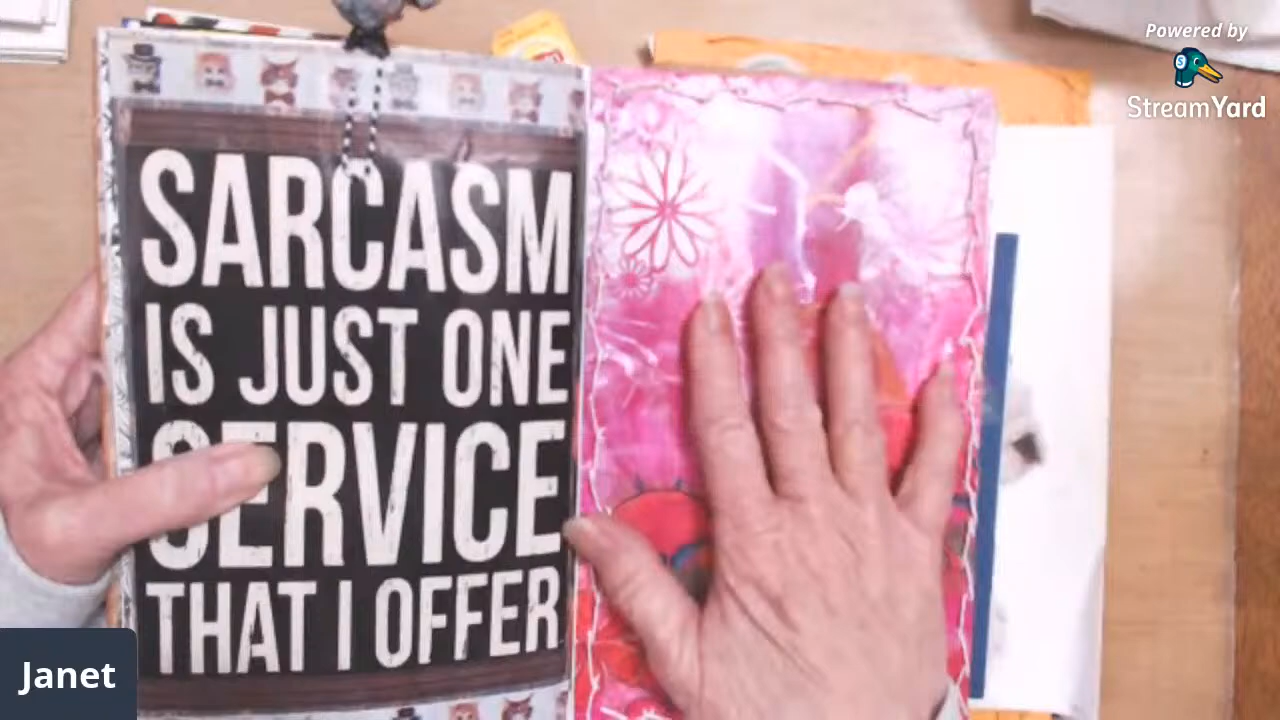 Powered by
StreamYard
SARCASM
IS JUST ONE
SERVICE
THAT I OFFER
Janet